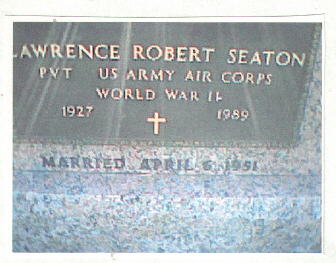 LAWRENCE ROBERT SEATON
PVT US ARMY AIR CORPS
WORLD WAR II
1927 1989
MARRIED APRIL 6, 1951